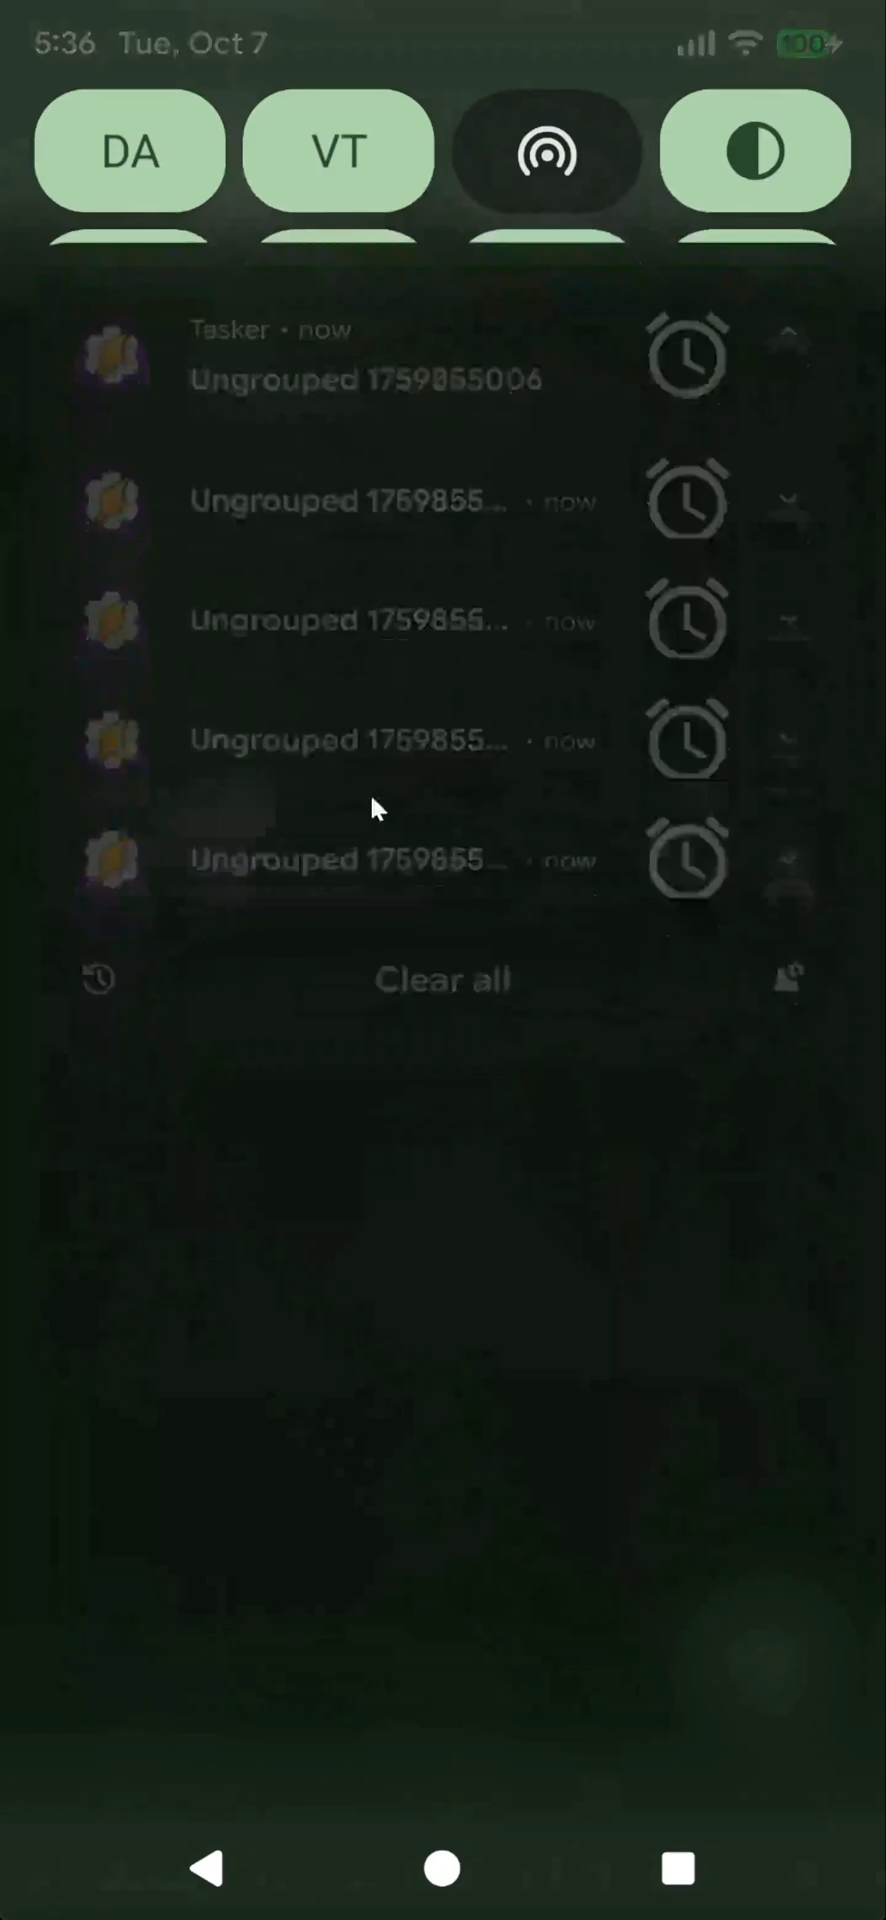 5:36 Tue, Oct 7 100
DA VT
Tasker • now
Ungrouped 1759855006
Ungrouped 1759855... • now
Ungrouped 1759855... • now
Ungrouped 1759855... • now
Ungrouped 1759855... • now
Clear all